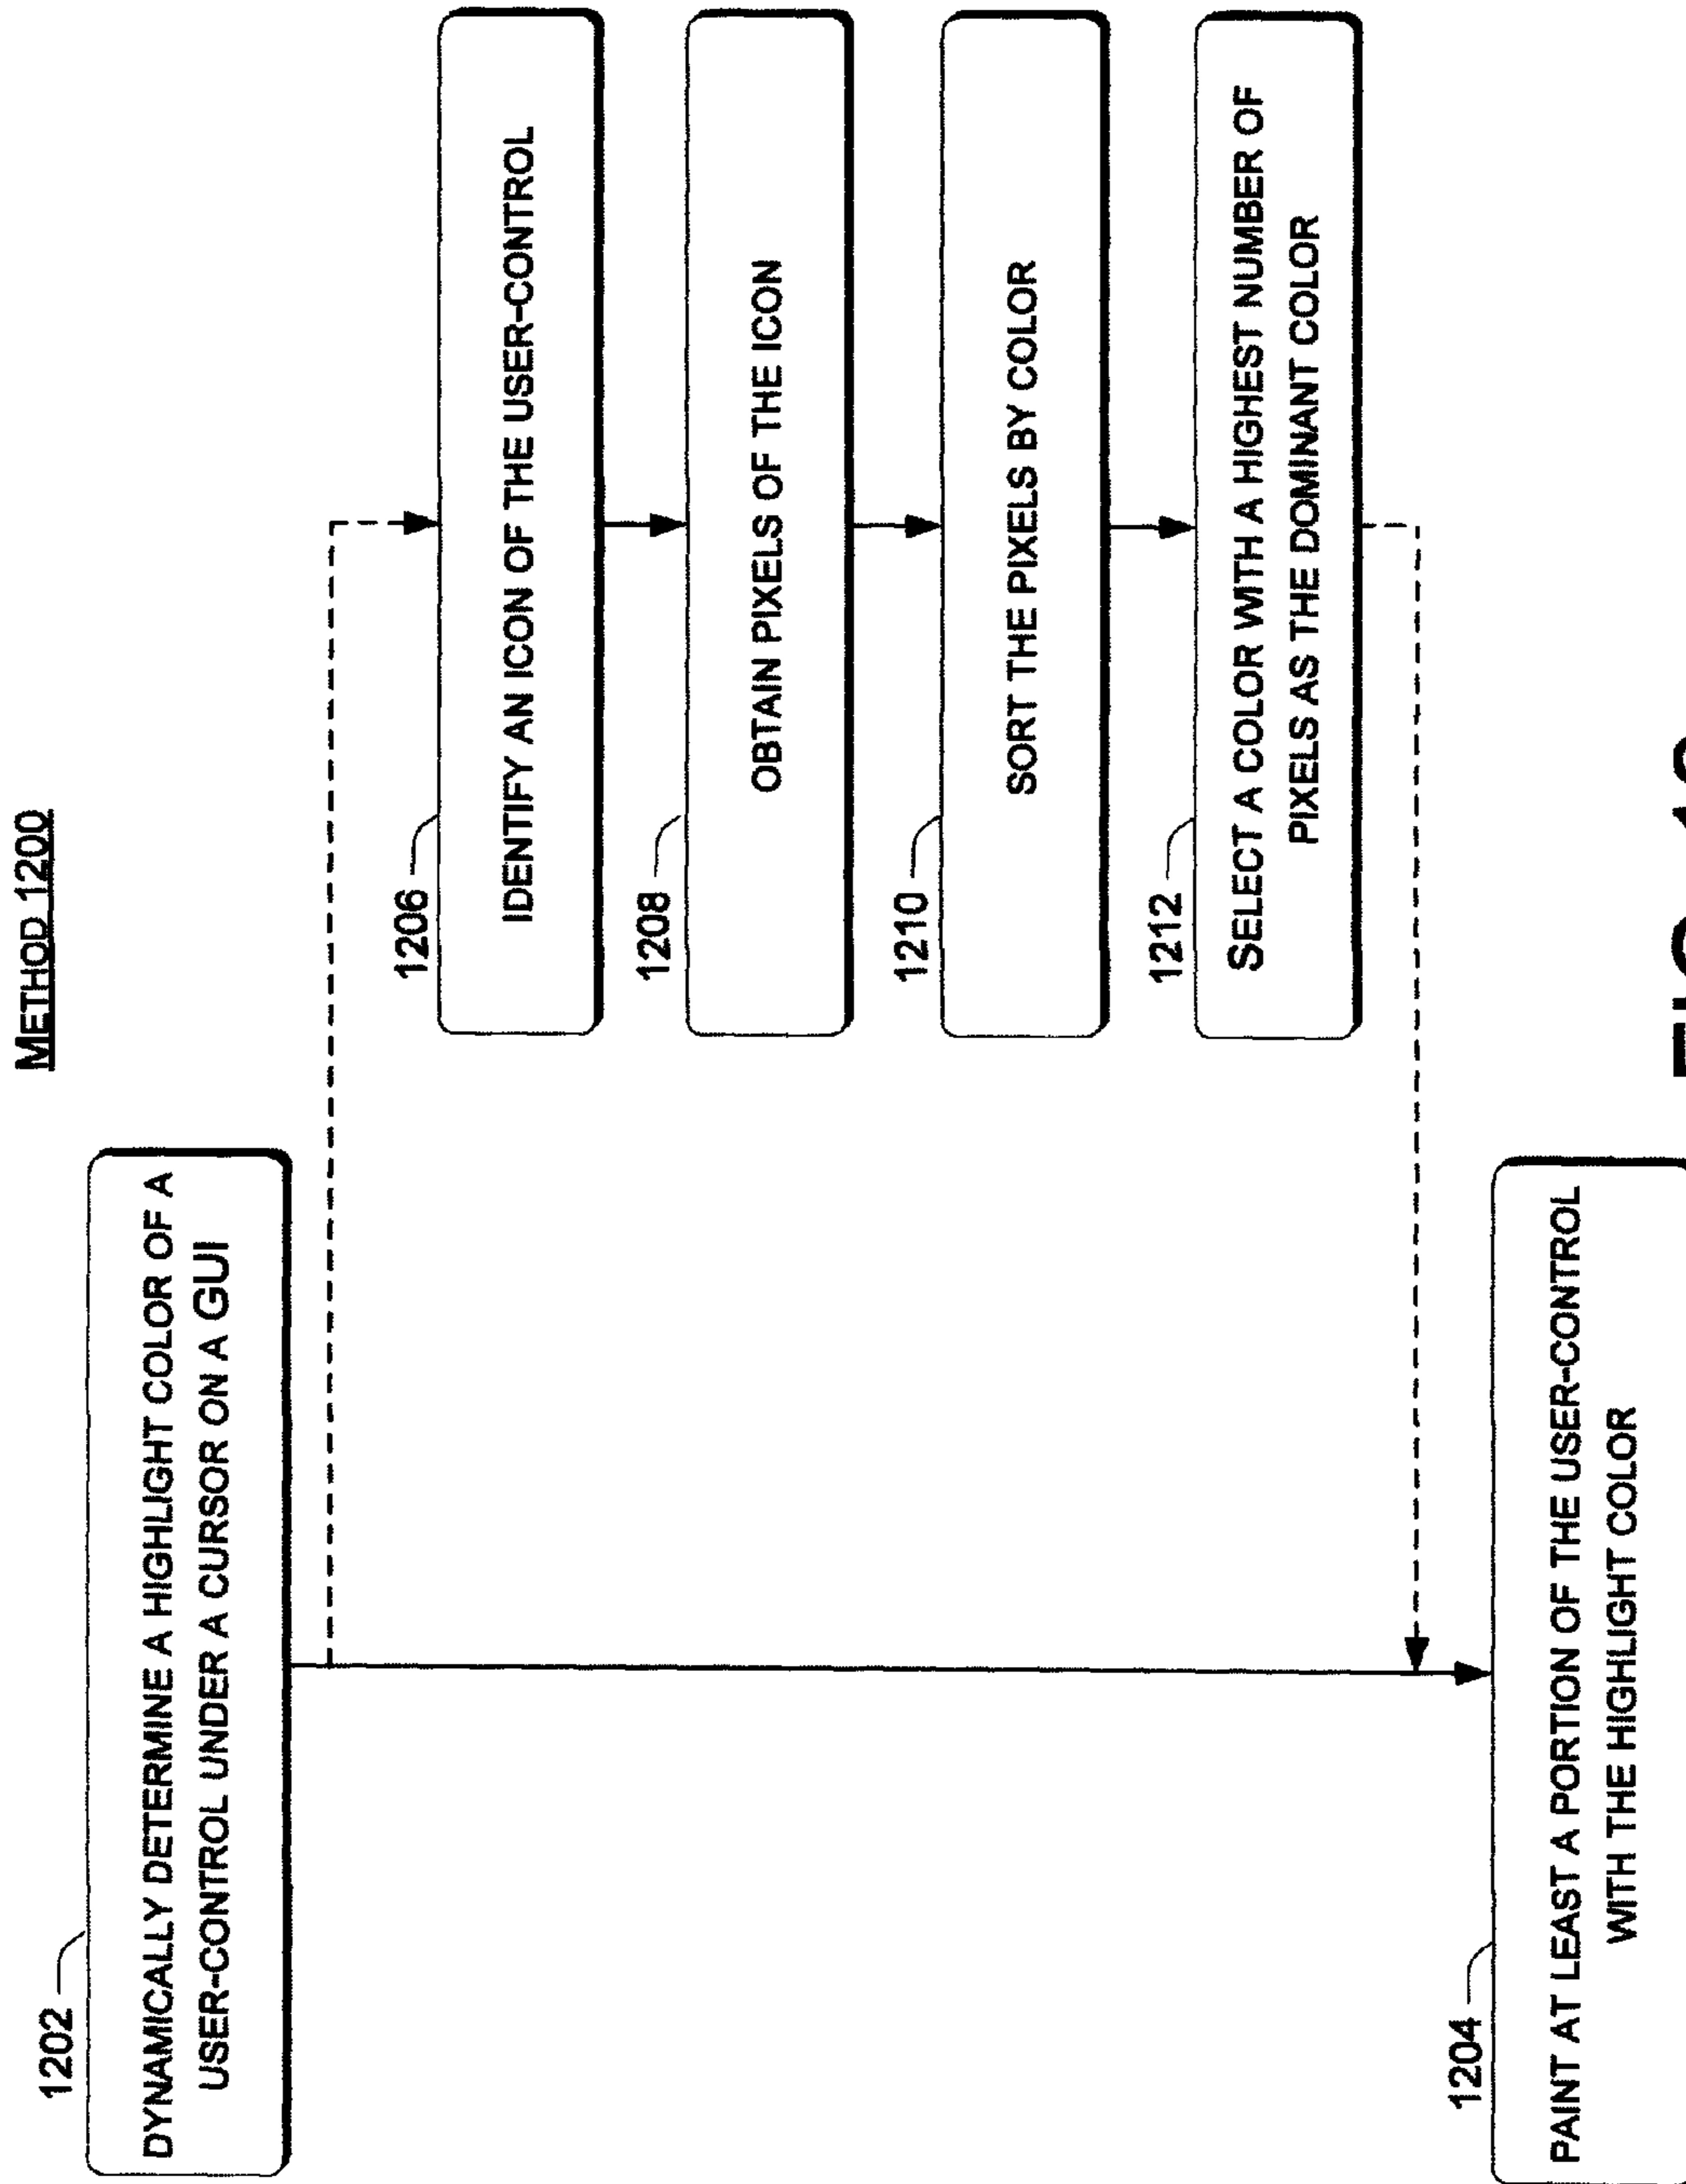 METHOD 1200
1202
DYNAMICALLY DETERMINE A HIGHLIGHT COLOR OF A
USER-CONTROL UNDER A CURSOR ON A GUI
1206
IDENTIFY AN ICON OF THE USER-CONTROL
1208
OBTAIN PIXELS OF THE ICON
1210
SORT THE PIXELS BY COLOR
1212
SELECT A COLOR WITH A HIGHEST NUMBER OF
PIXELS AS THE DOMINANT COLOR
1204
PAINT AT LEAST A PORTION OF THE USER-CONTROL
WITH THE HIGHLIGHT COLOR